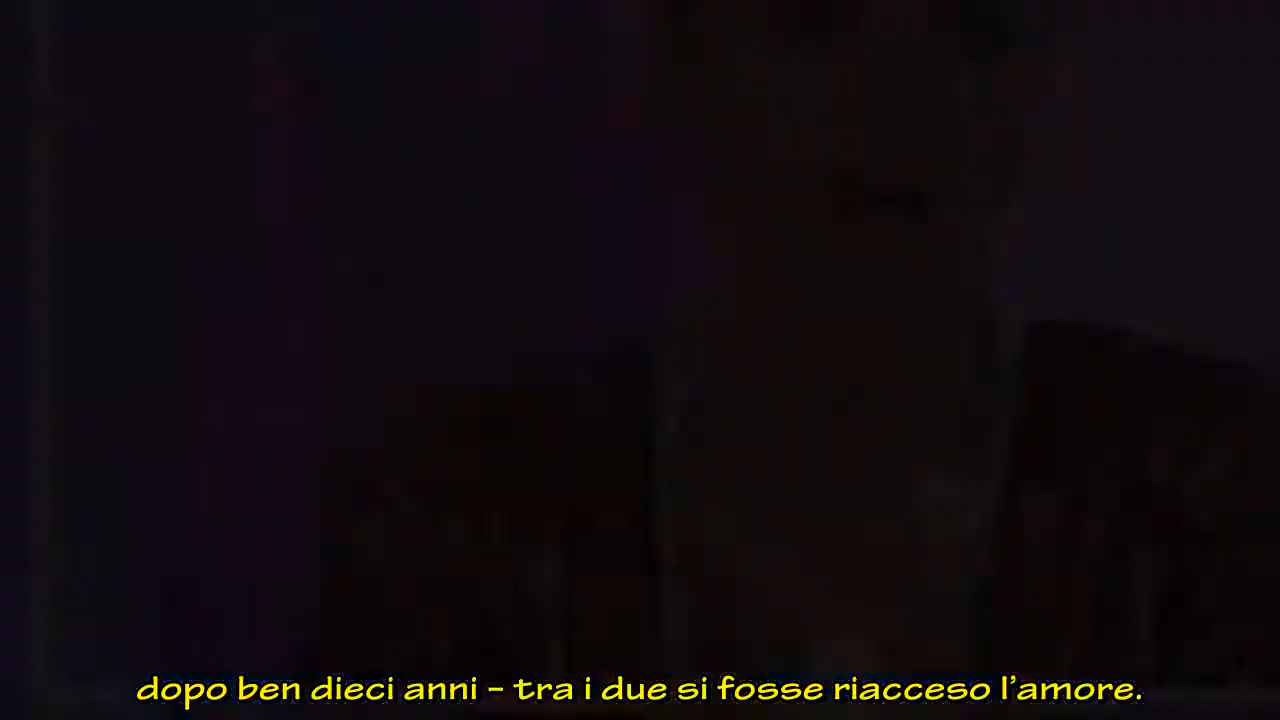 dopo ben dieci anni – tra i due si fosse riacceso l’amore.